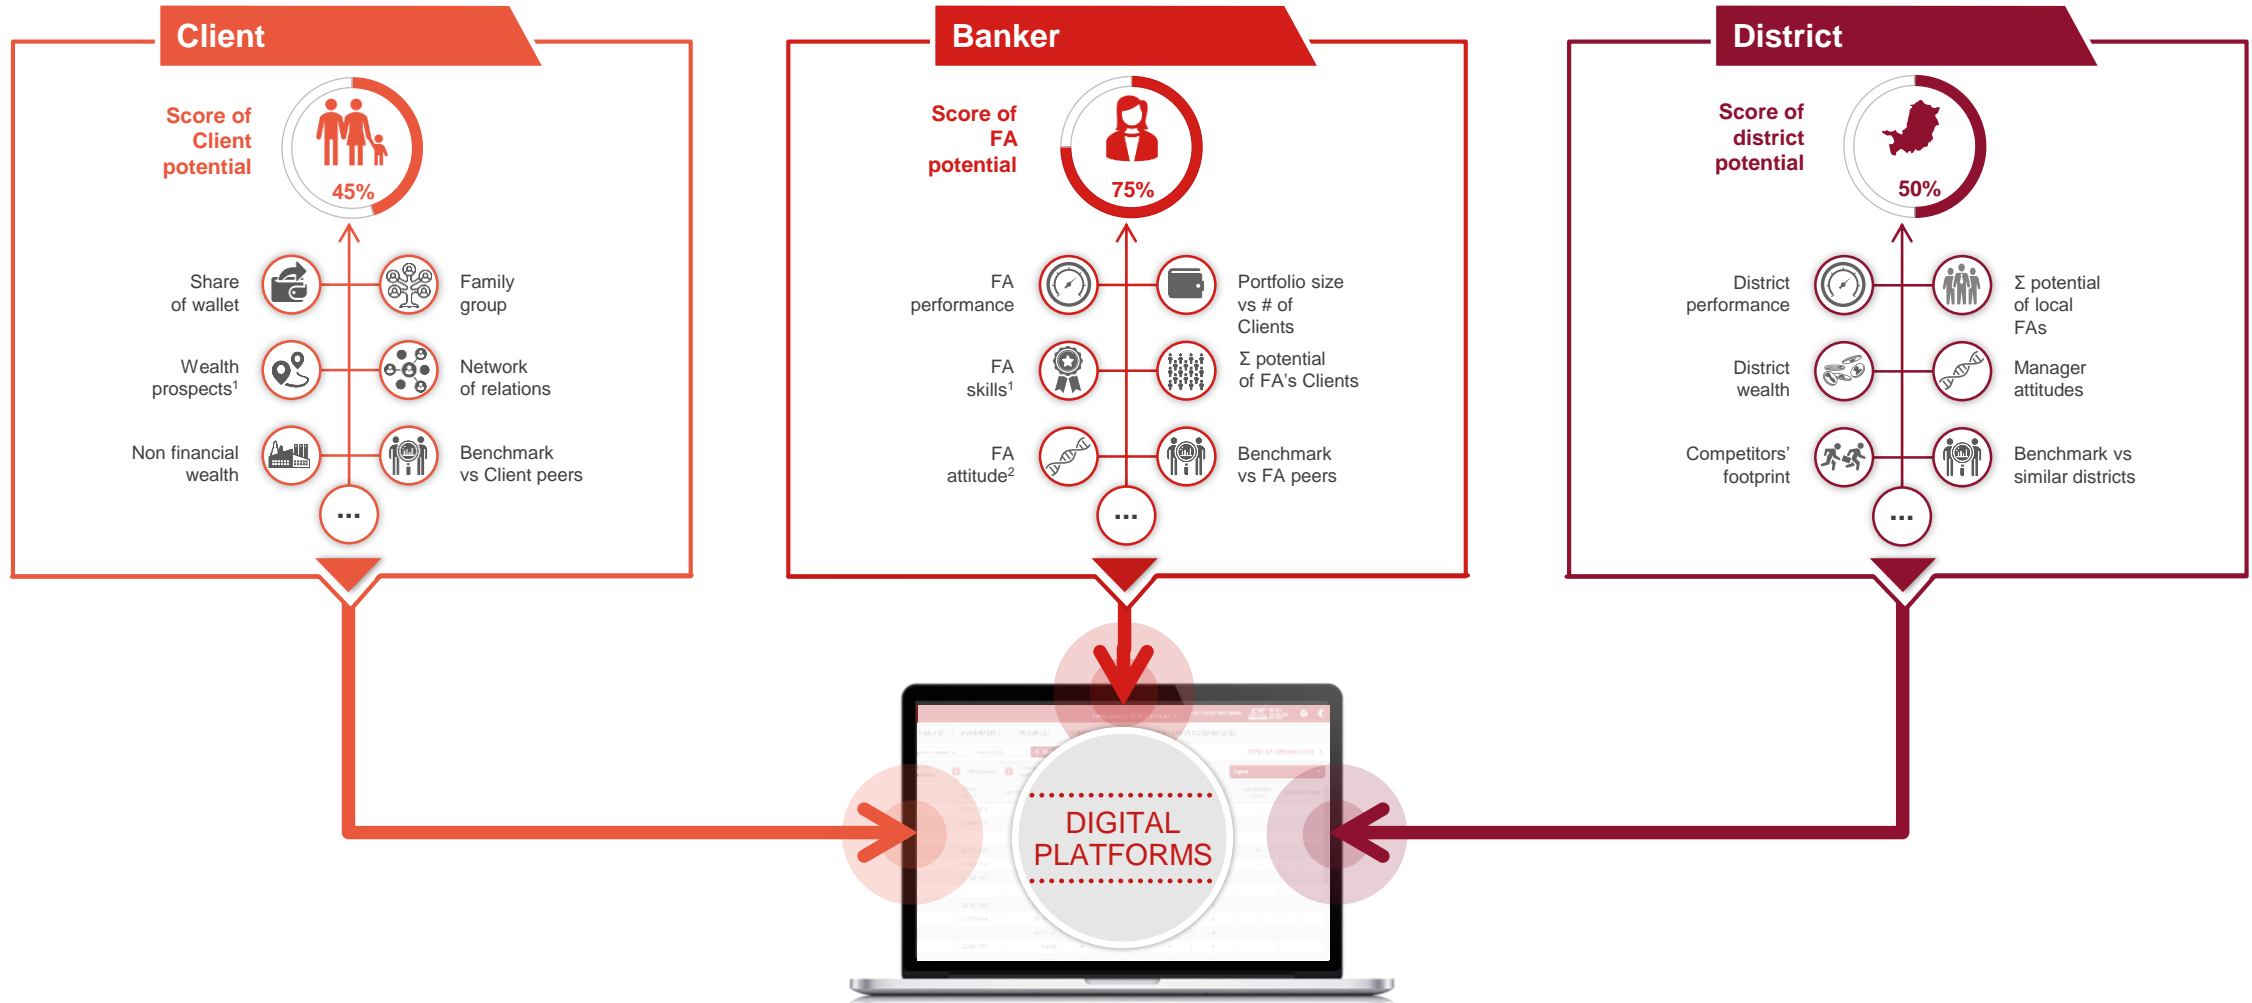 Client
Score of
Client
potential
45%
Share
of wallet
Family
group
Wealth
prospects¹
Network
of relations
Non financial
wealth
Benchmark
vs Client peers
...
Banker
Score of
FA
potential
75%
FA
performance
Portfolio size
vs # of
Clients
FA
skills¹
Σ potential
of FA's Clients
FA
attitude²
Benchmark
vs FA peers
...
District
Score of
district
potential
50%
District
performance
Σ potential
of local
FAs
District
wealth
Manager
attitudes
Competitors'
footprint
Benchmark vs
similar districts
...
DIGITAL
PLATFORMS